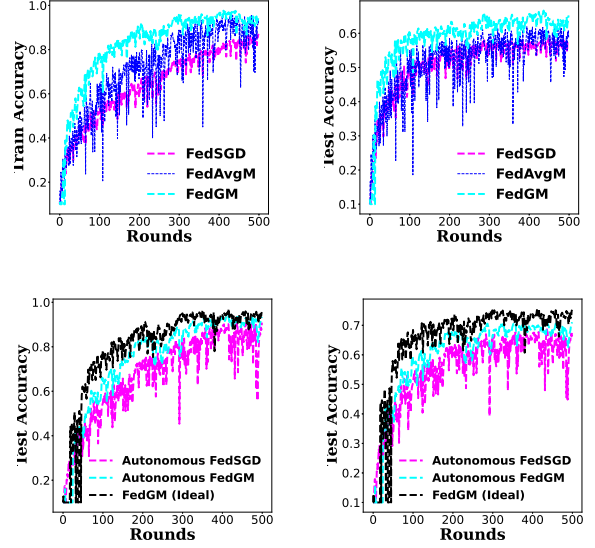 1.0
0.8
0.6
0.4
0.2
Train Accuracy
FedSGD
FedAvgM
FedGM
0 100 200 300 400 500
Rounds
0.6
0.5
0.4
0.3
0.2
0.1
Test Accuracy
FedSGD
FedAvgM
FedGM
0 100 200 300 400 500
Rounds
1.0
0.8
0.6
0.4
0.2
Test Accuracy
Autonomous FedSGD
Autonomous FedGM
FedGM (Ideal)
0 100 200 300 400 500
Rounds
0.7
0.6
0.5
0.4
0.3
0.2
0.1
Test Accuracy
Autonomous FedSGD
Autonomous FedGM
FedGM (Ideal)
0 100 200 300 400 500
Rounds